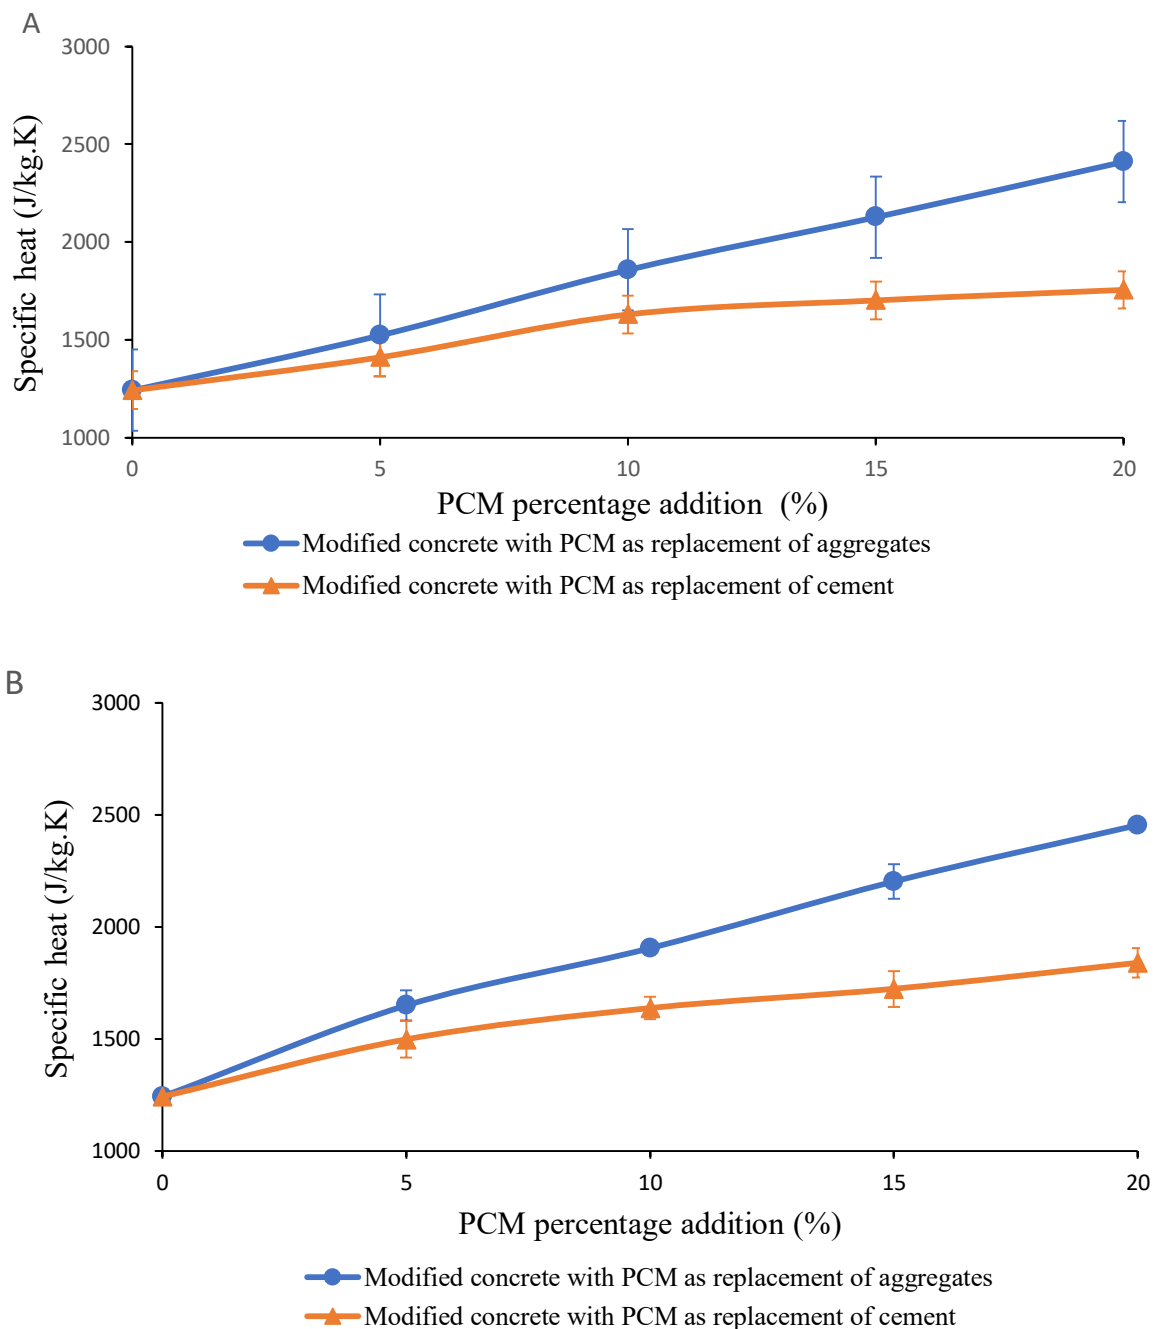 A
3000
2500
2000
1500
1000
Specific heat (J/kg.K)
0 5 10 15 20
PCM percentage addition (%)
Modified concrete with PCM as replacement of aggregates
Modified concrete with PCM as replacement of cement
B
3000
2500
2000
1500
1000
Specific heat (J/kg.K)
0 5 10 15 20
PCM percentage addition (%)
Modified concrete with PCM as replacement of aggregates
Modified concrete with PCM as replacement of cement